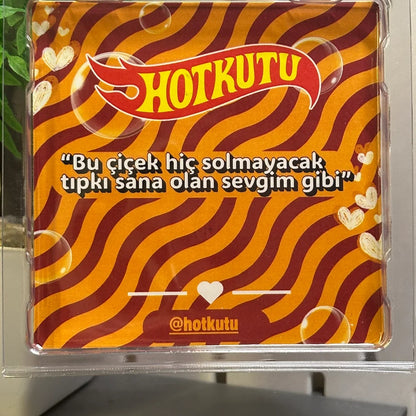 HOTKUTU
“Bu çiçek hiç solmayacak
tıpkı sana olan sevgim gibi”
@hotkutu